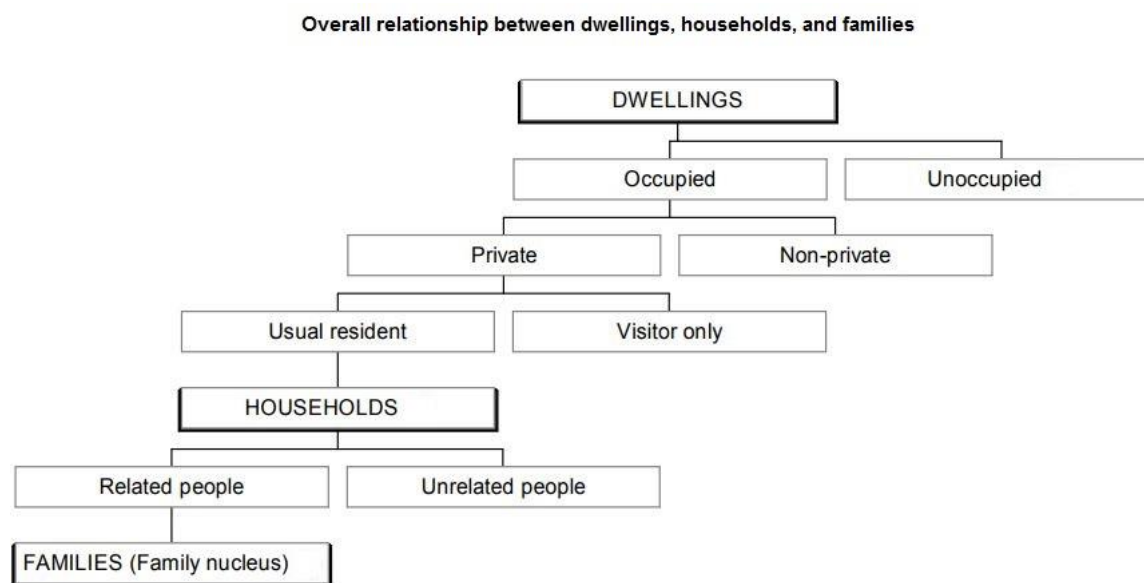 Overall relationship between dwellings, households, and families
DWELLINGS
Occupied
Unoccupied
Private
Non-private
Usual resident
Visitor only
HOUSEHOLDS
Related people
Unrelated people
FAMILIES (Family nucleus)